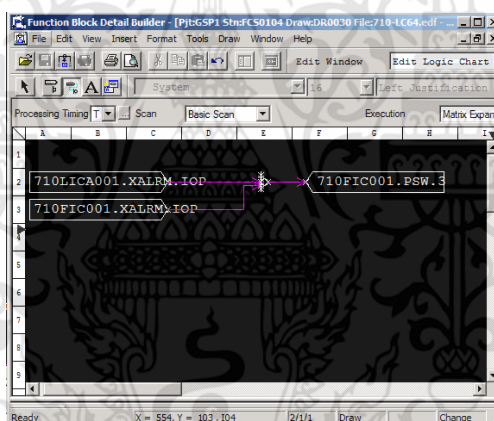 Function Block Detail Builder - [Pjt:GSP1 Stn:FCS0104 Draw:DR0030 File:710-LC64.edf - ...
File Edit View Insert Format Tools Draw Window Help
Edit Window Edit Logic Chart
A System 16 Left Justification
Processing Timing T ... Scan Basic Scan Execution Matrix Expan
A B C D E F G H I
1
2 710LICA001.XALRM.IOP 710FIC001.PSW.3
3 710FIC001.XALRM.IOP
4
5
6
7
8
9
Ready X = 554, Y = 103 . I04 2/1/1 Draw Change